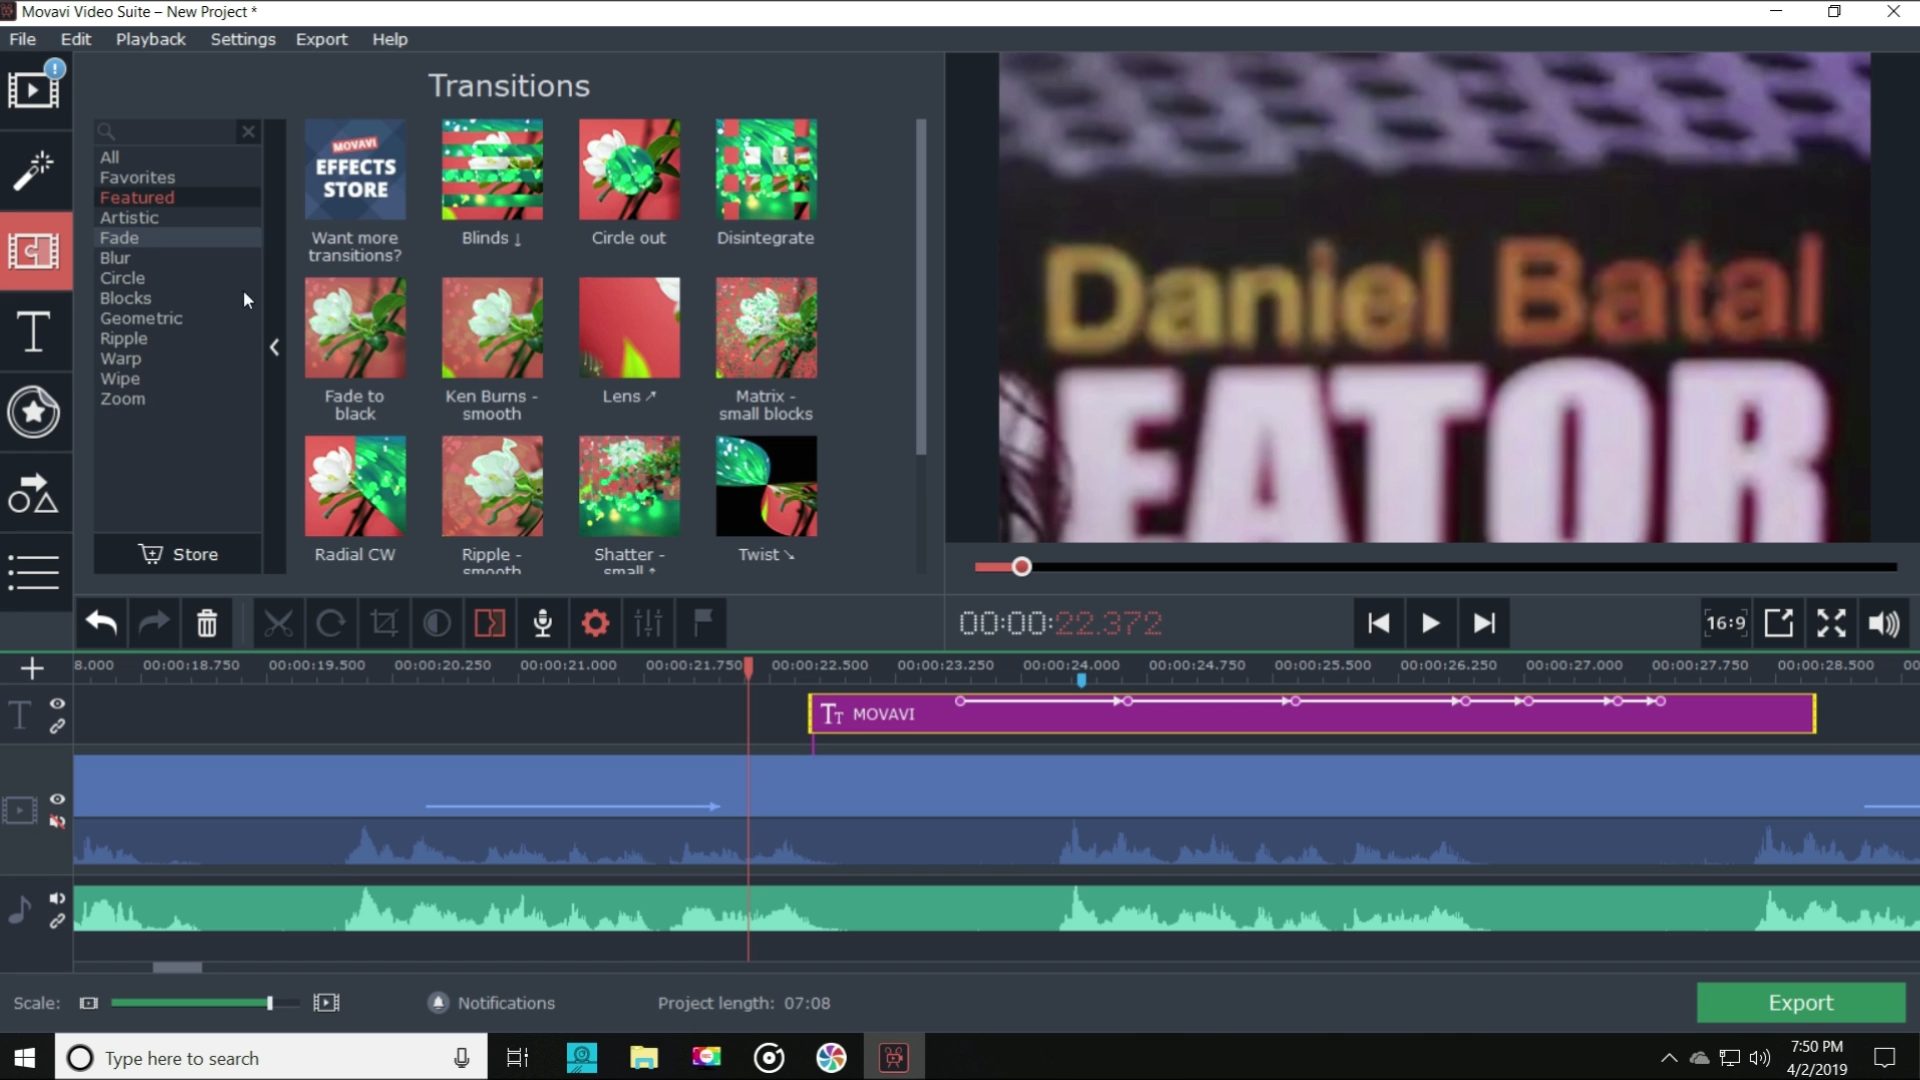 Movavi Video Suite – New Project *
File Edit Playback Settings Export Help
Transitions
All
Favorites
Featured
Artistic
Fade
Blur
Circle
Blocks
Geometric
Ripple
Warp
Wipe
Zoom
Store
MOVAVI
EFFECTS
STORE
Want more
transitions?
Blinds ↓
Circle out
Disintegrate
Fade to
black
Ken Burns -
smooth
Lens ↗
Matrix -
small blocks
Radial CW
Ripple -
smooth
Shatter -
small ↑
Twist ↘
Daniel Batal
EATOR
00:00:22.372
16:9
8.000 00:00:18.750 00:00:19.500 00:00:20.250 00:00:21.000 00:00:21.750 00:00:22.500 00:00:23.250 00:00:24.000 00:00:24.750 00:00:25.500 00:00:26.250 00:00:27.000 00:00:27.750 00:00:28.500 00
MOVAVI
Scale:
Notifications
Project length: 07:08
Export
Type here to search
7:50 PM
4/2/2019